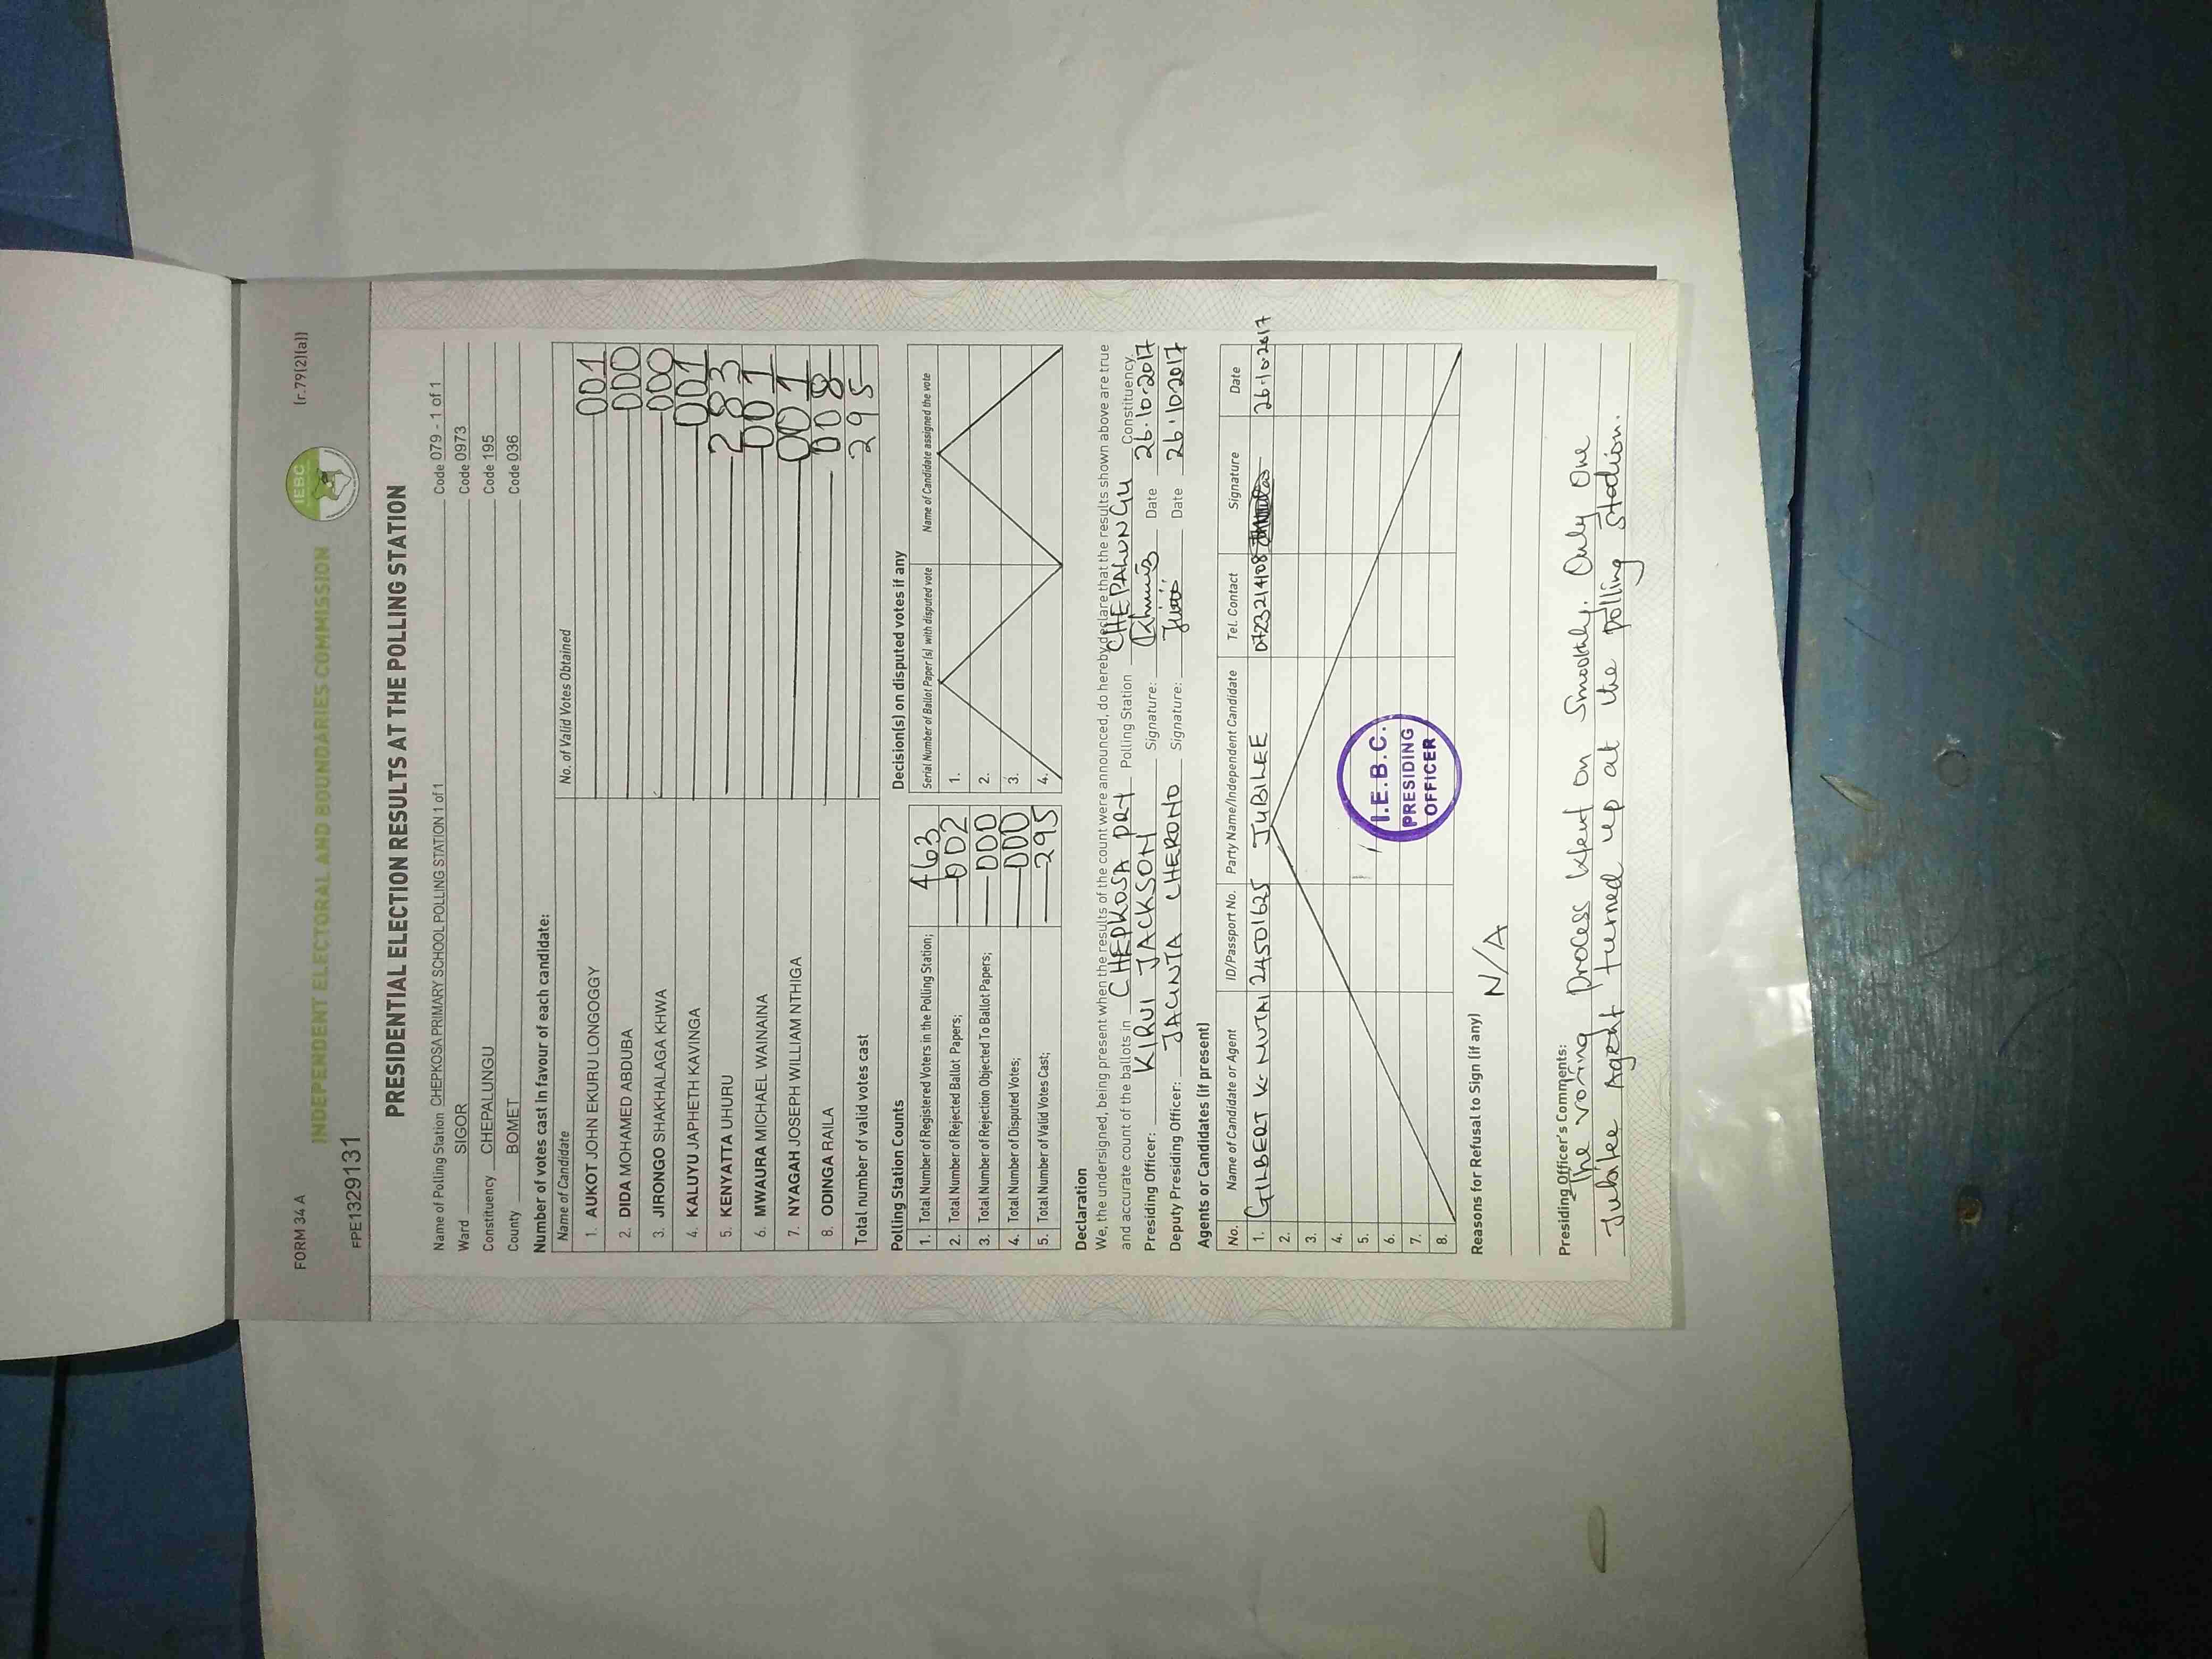 FORM 34 A
(r.79(2)(a))
INDEPENDENT ELECTORAL AND BOUNDARIES COMMISSION
IEBC
FPE1329131
PRESIDENTIAL ELECTION RESULTS AT THE POLLING STATION
Name of Polling Station CHEPKOSA PRIMARY SCHOOL POLLING STATION 1 of 1 Code 079 - 1 of 1
Ward SIGOR Code 0973
Constituency CHEPALUNGU Code 195
County BOMET Code 036
Number of votes cast in favour of each candidate:
Name of Candidate No. of Valid Votes Obtained
1. AUKOT JOHN EKURU LONGOGGY 001
2. DIDA MOHAMED ABDUBA 000
3. JIRONGO SHAKHALAGA KHWA 000
4. KALUYU JAPHETH KAVINGA 001
5. KENYATTA UHURU 283
6. MWAURA MICHAEL WAINAINA 001
7. NYAGAH JOSEPH WILLIAM NTHIGA 001
8. ODINGA RAILA 008
Total number of valid votes cast 295
Polling Station Counts
1. Total Number of Registered Voters in the Polling Station; 463
2. Total Number of Rejected Ballot Papers; 002
3. Total Number of Rejection Objected To Ballot Papers; 000
4. Total Number of Disputed Votes; 000
5. Total Number of Valid Votes Cast; 295
Decision(s) on disputed votes if any
Serial Number of Ballot Paper(s) with disputed vote Name of Candidate assigned the vote
1.
2.
3.
4.
Declaration
We, the undersigned, being present when the results of the count were announced, do hereby declare that the results shown above are true
and accurate count of the ballots in CHEPKOSA PRY Polling Station CHEPALUNGU Constituency.
Presiding Officer: KIRUI JACKSON Signature: Date 26.10.2017
Deputy Presiding Officer: JACINTA CHERONO Signature: Date 26.10.2017
Agents or Candidates (if present)
No. Name of Candidate or Agent ID/Passport No. Party Name/Independent Candidate Tel. Contact Signature Date
1. GILBERT K. MUTAI 24501625 JUBILEE 0723214108 26.10.2017
2.
3.
4.
5.
6.
7.
8.
I.E.B.C.
PRESIDING
OFFICER
Reasons for Refusal to Sign (if any)
N/A
Presiding Officer's Comments:
The voting process went on smoothly. Only One
Jubilee Agent turned up at the polling station.